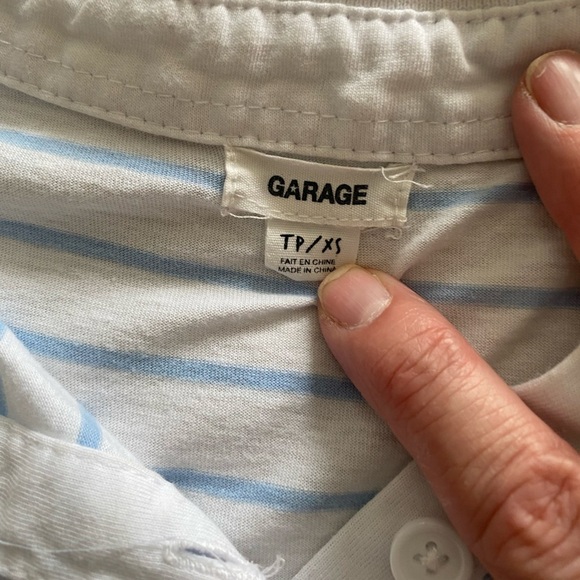 GARAGE
TP/XS
FAIT EN CHINE
MADE IN CHINA